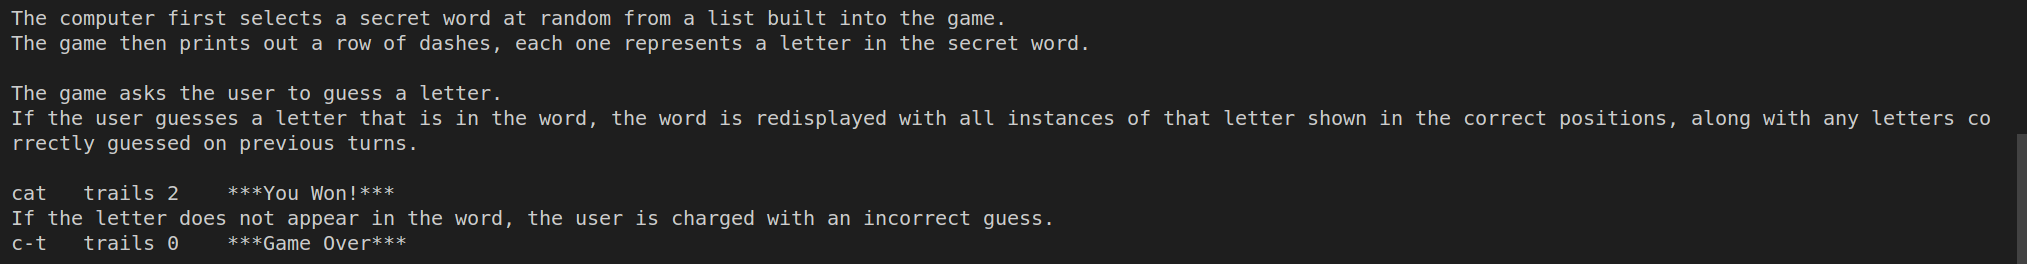 The computer first selects a secret word at random from a list built into the game.
The game then prints out a row of dashes, each one represents a letter in the secret word.
The game asks the user to guess a letter.
If the user guesses a letter that is in the word, the word is redisplayed with all instances of that letter shown in the correct positions, along with any letters co
rrectly guessed on previous turns.
cat   trails 2    ***You Won!***
If the letter does not appear in the word, the user is charged with an incorrect guess.
c-t   trails 0    ***Game Over***